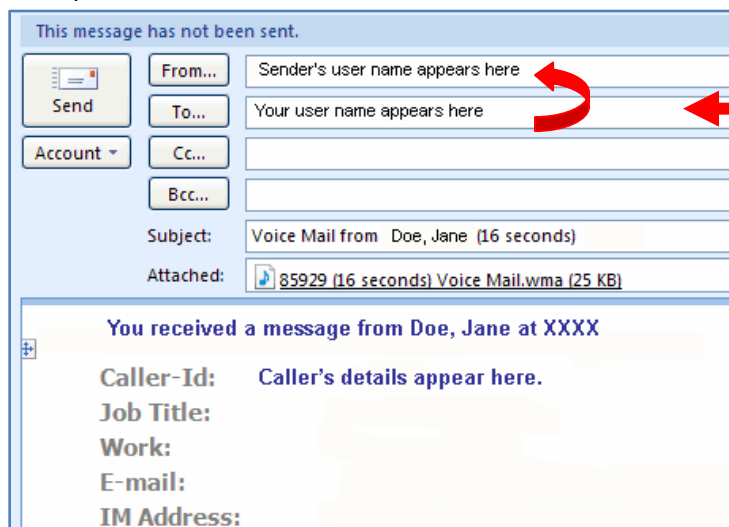 This message has not been sent.
From... Sender's user name appears here
Send
To... Your user name appears here
Account Cc...
Bcc...
Subject: Voice Mail from Doe, Jane (16 seconds)
Attached: 85929 (16 seconds) Voice Mail.wma (25 KB)
You received a message from Doe, Jane at XXXX
Caller-Id: Caller's details appear here.
Job Title:
Work:
E-mail:
IM Address: